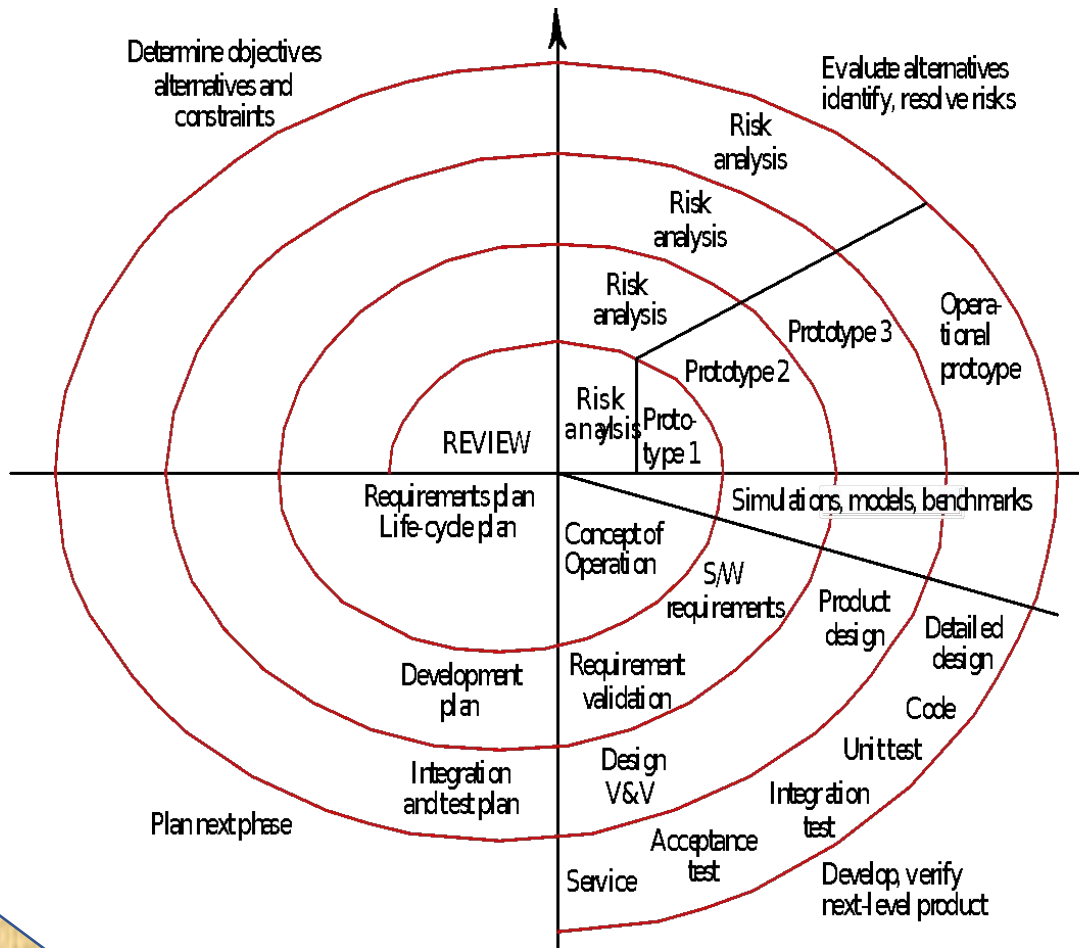 Determine objectives
alternatives and
constraints
Evaluate alternatives
identify, resolve risks
Risk
analysis
Risk
analysis
Risk
analysis
Risk
analysis
Proto-
type 1
Prototype 2
Prototype 3
Opera-
tional
protoype
REVIEW
Requirements plan
Life-cycle plan
Simulations, models, benchmarks
Concept of
Operation
S/W
requirements
Product
design
Detailed
design
Development
plan
Requirement
validation
Code
Unit test
Design
V&V
Integration
and test plan
Integration
test
Plan next phase
Acceptance
test
Service
Develop, verify
next-level product